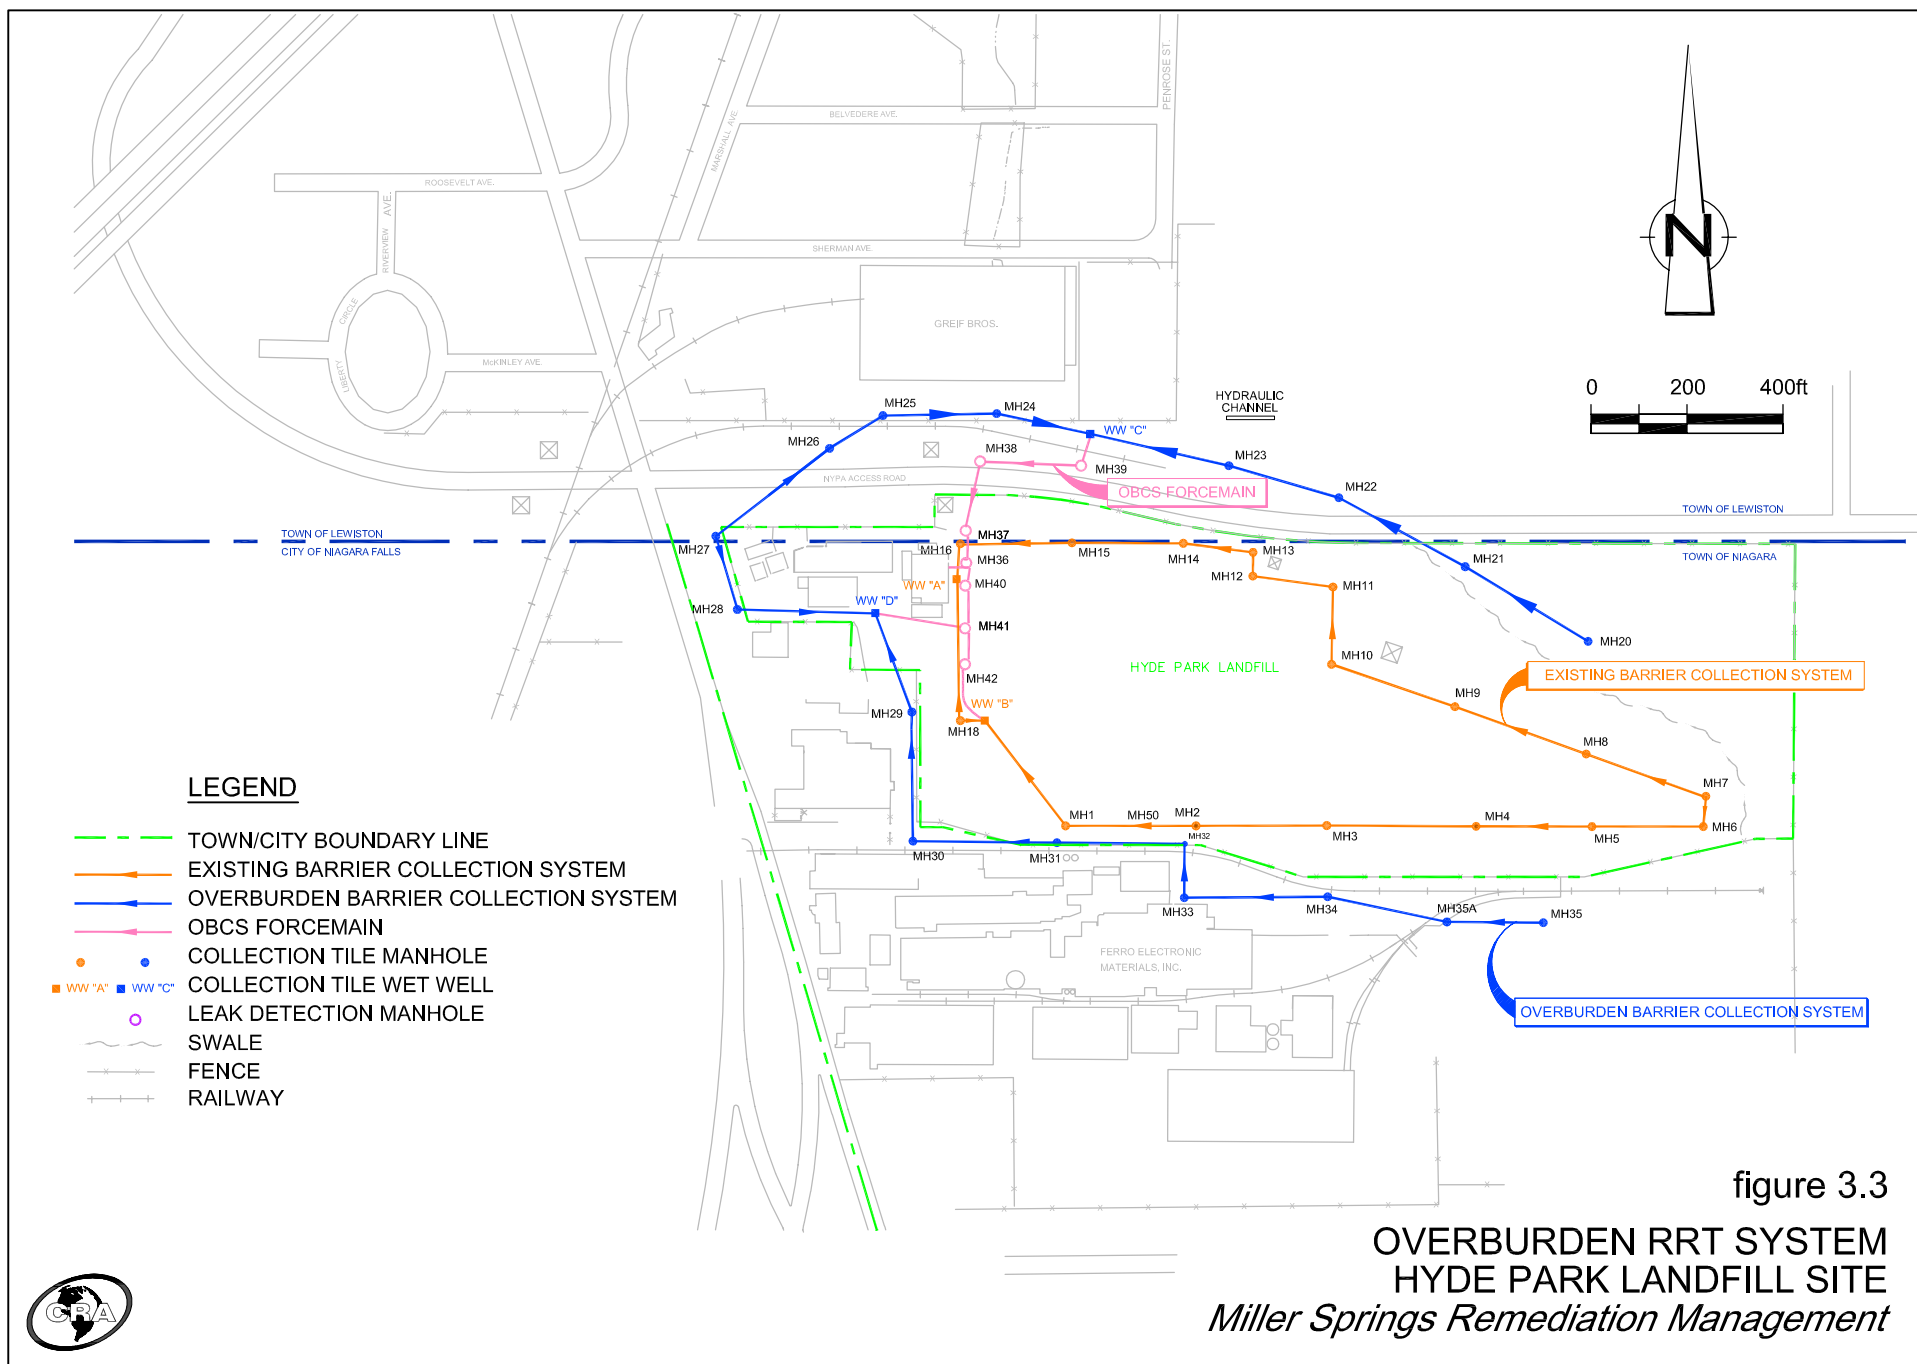 PENROSE ST.
BELVEDERE AVE.
MARSHALL AVE
ROOSEVELT AVE.
RIVERVIEW AVE.
SHERMAN AVE.
LIBERTY CIRCLE
McKINLEY AVE.
GREIF BROS.
N
0 200 400ft
HYDRAULIC
CHANNEL
MH25
MH24
WW "C"
MH26
MH38
MH39
MH23
NYPA ACCESS ROAD
OBCS FORCEMAIN
MH22
TOWN OF LEWISTON
TOWN OF LEWISTON
CITY OF NIAGARA FALLS
TOWN OF NIAGARA
MH27
MH37
MH16
MH15
MH14
MH13
MH36
MH21
WW "A"
MH40
MH12
MH11
MH28
WW "D"
MH41
MH20
HYDE PARK LANDFILL
MH10
MH42
EXISTING BARRIER COLLECTION SYSTEM
MH9
WW "B"
MH29
MH18
MH8
MH7
MH1
MH50
MH2
MH32
MH3
MH4
MH5
MH6
MH30
MH31
MH33
MH34
MH35A
MH35
FERRO ELECTRONIC
MATERIALS, INC.
OVERBURDEN BARRIER COLLECTION SYSTEM
LEGEND
TOWN/CITY BOUNDARY LINE
EXISTING BARRIER COLLECTION SYSTEM
OVERBURDEN BARRIER COLLECTION SYSTEM
OBCS FORCEMAIN
COLLECTION TILE MANHOLE
WW "A" WW "C" COLLECTION TILE WET WELL
LEAK DETECTION MANHOLE
SWALE
FENCE
RAILWAY
figure 3.3
OVERBURDEN RRT SYSTEM
HYDE PARK LANDFILL SITE
Miller Springs Remediation Management
CRA